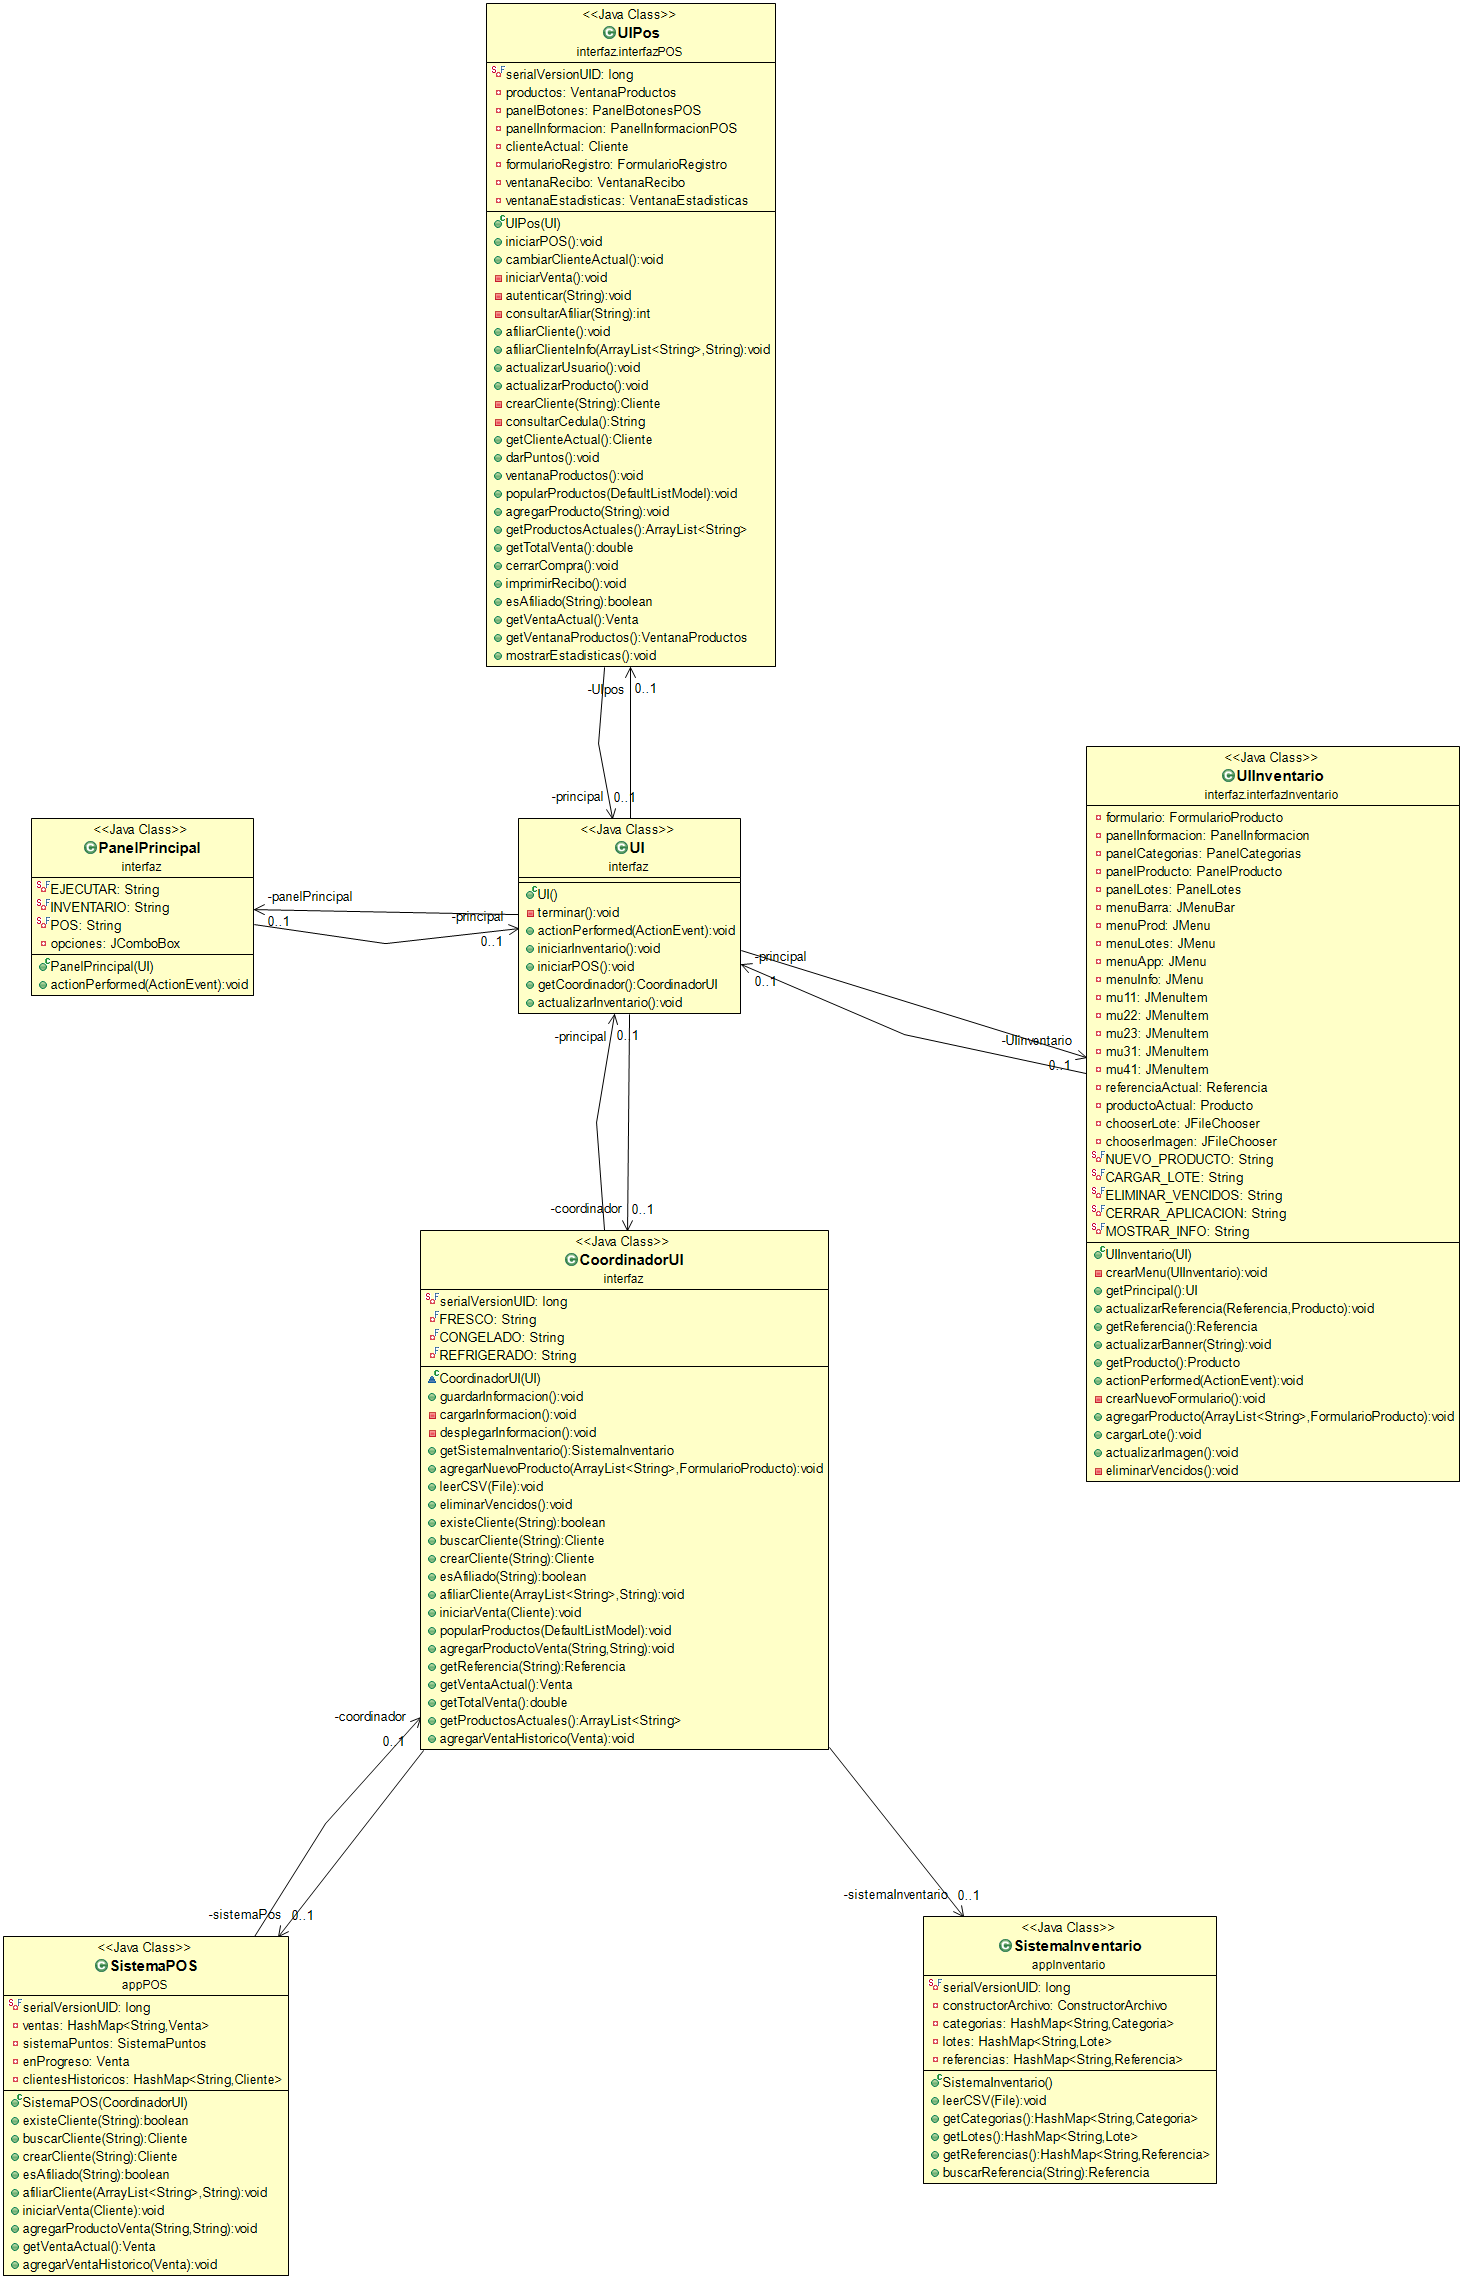 <<Java Class>>
UIPos
interfaz.interfazPOS
serialVersionUID: long
productos: VentanaProductos
panelBotones: PanelBotonesPOS
panelInformacion: PanelInformacionPOS
clienteActual: Cliente
formularioRegistro: FormularioRegistro
ventanaRecibo: VentanaRecibo
ventanaEstadisticas: VentanaEstadisticas
UIPos(UI)
iniciarPOS():void
cambiarClienteActual():void
iniciarVenta():void
autenticar(String):void
consultarAfiliar(String):int
afiliarCliente():void
afiliarClienteInfo(ArrayList<String>,String):void
actualizarUsuario():void
actualizarProducto():void
crearCliente(String):Cliente
consultarCedula():String
getClienteActual():Cliente
darPuntos():void
ventanaProductos():void
popularProductos(DefaultListModel):void
agregarProducto(String):void
getProductosActuales():ArrayList<String>
getTotalVenta():double
cerrarCompra():void
imprimirRecibo():void
esAfiliado(String):boolean
getVentaActual():Venta
getVentanaProductos():VentanaProductos
mostrarEstadisticas():void
-UIpos 0..1
-principal 0..1
<<Java Class>>
PanelPrincipal
interfaz
EJECUTAR: String
INVENTARIO: String
POS: String
opciones: JComboBox
PanelPrincipal(UI)
actionPerformed(ActionEvent):void
-panelPrincipal
0..1
-principal
0..1
<<Java Class>>
UI
interfaz
UI()
terminar():void
actionPerformed(ActionEvent):void
iniciarInventario():void
iniciarPOS():void
getCoordinador():CoordinadorUI
actualizarInventario():void
-principal
0..1
-UIInventario
0..1
<<Java Class>>
UIInventario
interfaz.interfazInventario
formulario: FormularioProducto
panelInformacion: PanelInformacion
panelCategorias: PanelCategorias
panelProducto: PanelProducto
panelLotes: PanelLotes
menuBarra: JMenuBar
menuProd: JMenu
menuLotes: JMenu
menuApp: JMenu
menuInfo: JMenu
mu11: JMenuItem
mu22: JMenuItem
mu23: JMenuItem
mu31: JMenuItem
mu41: JMenuItem
referenciaActual: Referencia
productoActual: Producto
chooserLote: JFileChooser
chooserImagen: JFileChooser
NUEVO_PRODUCTO: String
CARGAR_LOTE: String
ELIMINAR_VENCIDOS: String
CERRAR_APLICACION: String
MOSTRAR_INFO: String
UIInventario(UI)
crearMenu(UIInventario):void
getPrincipal():UI
actualizarReferencia(Referencia,Producto):void
getReferencia():Referencia
actualizarBanner(String):void
getProducto():Producto
actionPerformed(ActionEvent):void
crearNuevoFormulario():void
agregarProducto(ArrayList<String>,FormularioProducto):void
cargarLote():void
actualizarImagen():void
eliminarVencidos():void
-principal 0..1
-coordinador 0..1
<<Java Class>>
CoordinadorUI
interfaz
serialVersionUID: long
FRESCO: String
CONGELADO: String
REFRIGERADO: String
CoordinadorUI(UI)
guardarInformacion():void
cargarInformacion():void
desplegarInformacion():void
getSistemaInventario():SistemaInventario
agregarNuevoProducto(ArrayList<String>,FormularioProducto):void
leerCSV(File):void
eliminarVencidos():void
existeCliente(String):boolean
buscarCliente(String):Cliente
crearCliente(String):Cliente
esAfiliado(String):boolean
afiliarCliente(ArrayList<String>,String):void
iniciarVenta(Cliente):void
popularProductos(DefaultListModel):void
agregarProductoVenta(String,String):void
getReferencia(String):Referencia
getVentaActual():Venta
getTotalVenta():double
getProductosActuales():ArrayList<String>
agregarVentaHistorico(Venta):void
-coordinador
0..1
-sistemaPos 0..1
-sistemaInventario 0..1
<<Java Class>>
SistemaPOS
appPOS
serialVersionUID: long
ventas: HashMap<String,Venta>
sistemaPuntos: SistemaPuntos
enProgreso: Venta
clientesHistoricos: HashMap<String,Cliente>
SistemaPOS(CoordinadorUI)
existeCliente(String):boolean
buscarCliente(String):Cliente
crearCliente(String):Cliente
esAfiliado(String):boolean
afiliarCliente(ArrayList<String>,String):void
iniciarVenta(Cliente):void
agregarProductoVenta(String,String):void
getVentaActual():Venta
agregarVentaHistorico(Venta):void
<<Java Class>>
SistemaInventario
appInventario
serialVersionUID: long
constructorArchivo: ConstructorArchivo
categorias: HashMap<String,Categoria>
lotes: HashMap<String,Lote>
referencias: HashMap<String,Referencia>
SistemaInventario()
leerCSV(File):void
getCategorias():HashMap<String,Categoria>
getLotes():HashMap<String,Lote>
getReferencias():HashMap<String,Referencia>
buscarReferencia(String):Referencia